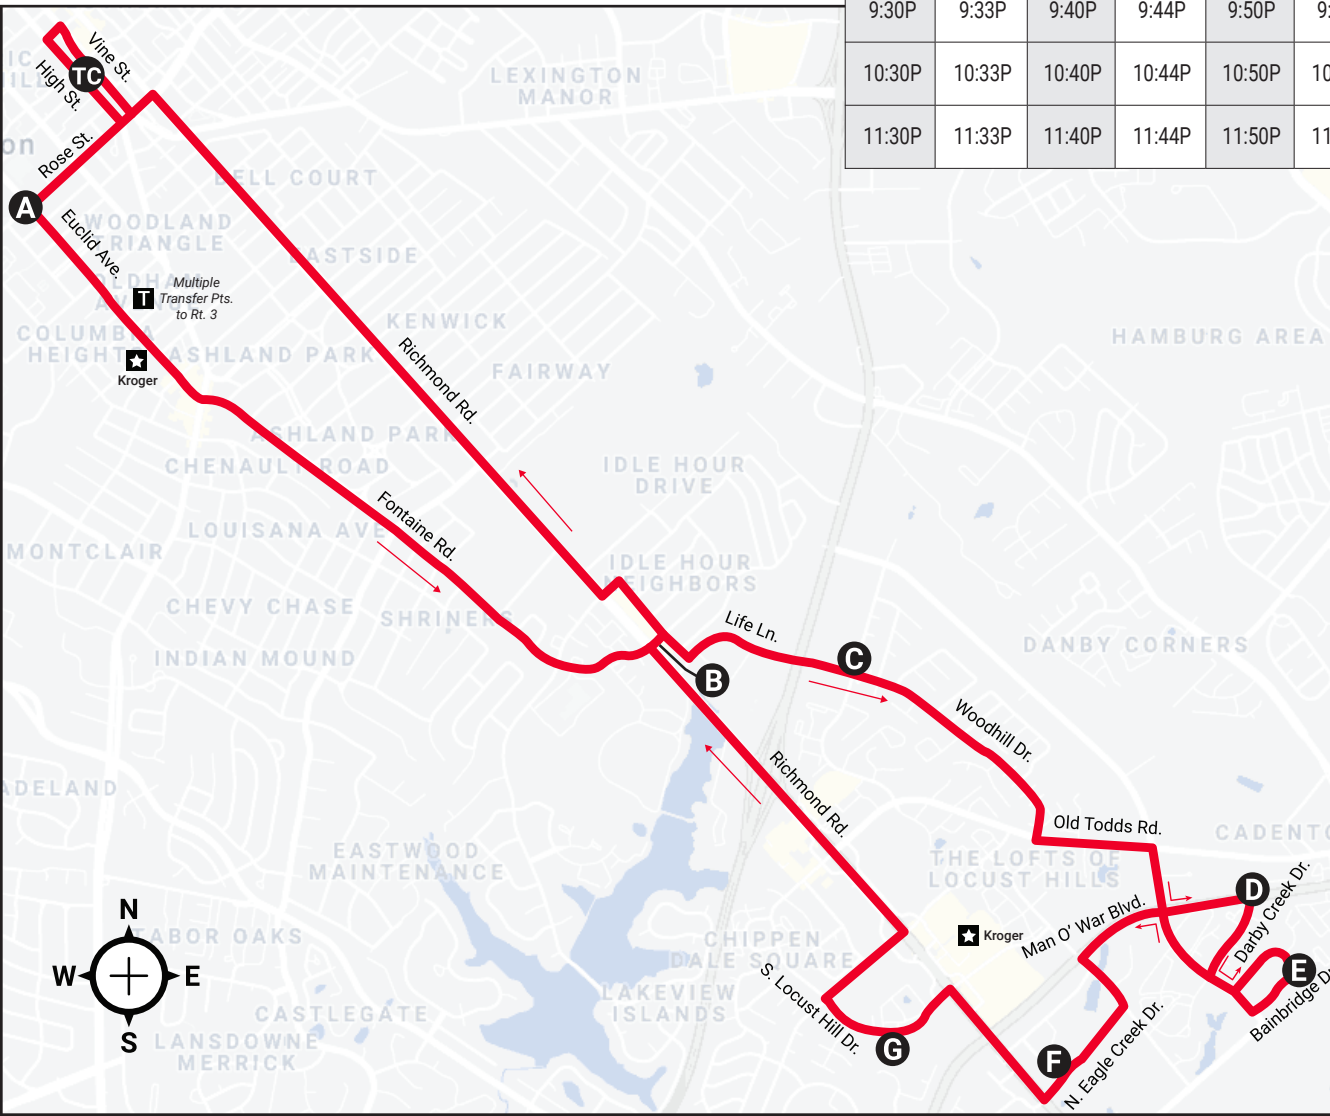 9:30P 9:33P 9:40P 9:44P 9:50P
10:30P 10:33P 10:40P 10:44P 10:50P
11:30P 11:33P 11:40P 11:44P 11:50P
Vine St.
TC
High St.
LEXINGTON
MANOR
Rose St.
BELL COURT
A
Euclid Ave.
WOODLAND
TRIANGLE
EASTSIDE
T
Multiple
Transfer Pts.
to Rt. 3
KENWICK
COLUMBIA
HEIGHTS
ASHLAND PARK
Kroger
HAMBURG AREA
Richmond Rd.
FAIRWAY
ASHLAND PARK
CHENAULT ROAD
IDLE HOUR
DRIVE
Fontaine Rd.
LOUISANA AVE
MONTCLAIR
IDLE HOUR
NEIGHBORS
CHEVY CHASE
SHRINERS
Life Ln.
INDIAN MOUND
C
DANBY CORNERS
B
Woodhill Dr.
Richmond Rd.
ADELAND
Old Todds Rd.
EASTWOOD
MAINTENANCE
THE LOFTS OF
LOCUST HILLS
D
Darby Creek Dr.
Man O' War Blvd.
Kroger
N
W E
S
TABOR OAKS
CHIPPEN
DALE SQUARE
S. Locust Hill Dr.
E
Bainbridge D
LAKEVIEW
ISLANDS
CASTLEGATE
LANSDOWNE
MERRICK
G
F
N. Eagle Creek Dr.